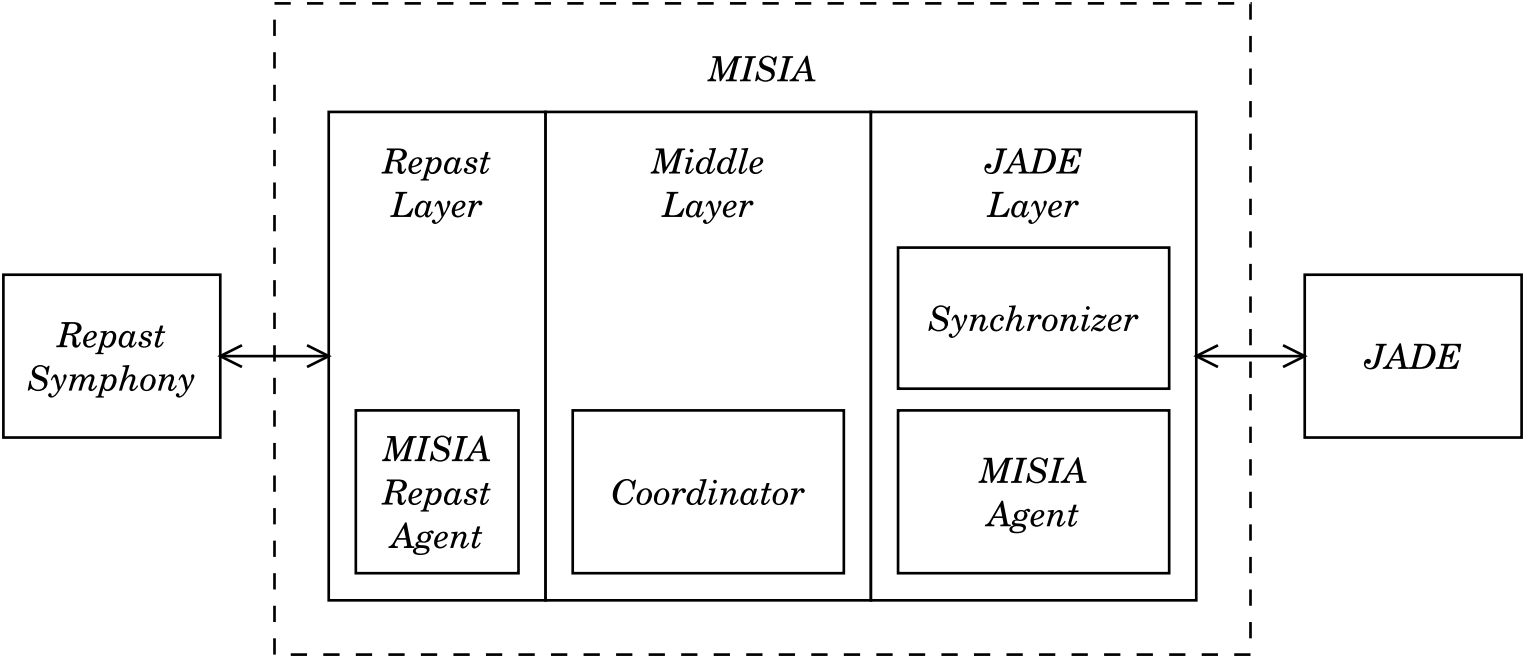 MISIA
Repast
Layer
Middle
Layer
JADE
Layer
Repast
Symphony
Synchronizer
JADE
MISIA
Repast
Agent
Coordinator
MISIA
Agent